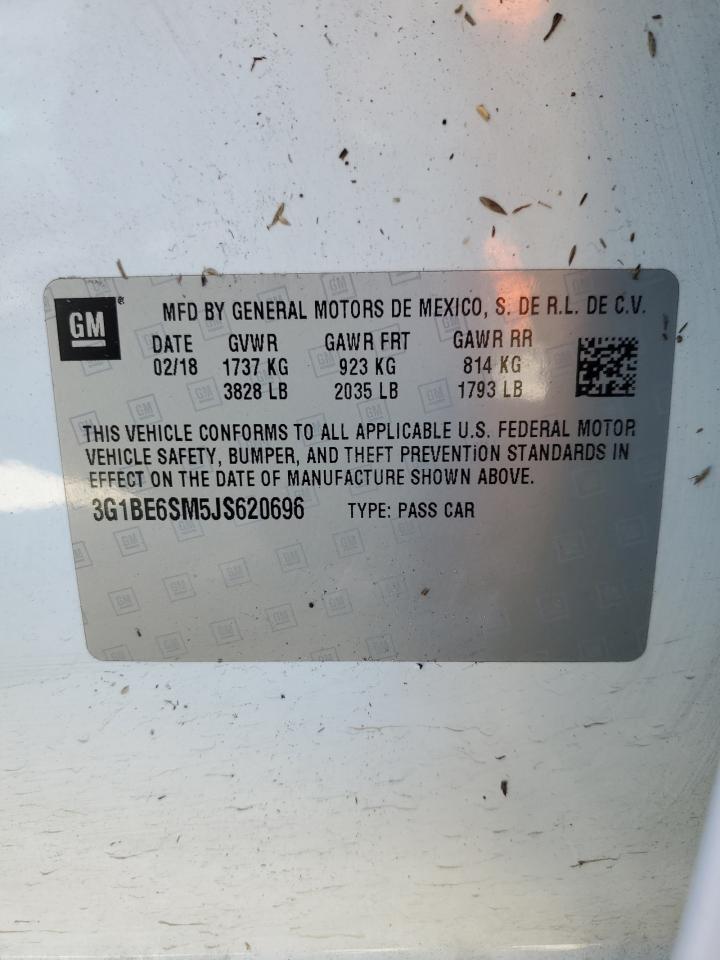 GM® MFD BY GENERAL MOTORS DE MEXICO, S. DE R.L. DE C.V.
DATE GVWR GAWR FRT GAWR RR
02/18 1737 KG 923 KG 814 KG
3828 LB 2035 LB 1793 LB
THIS VEHICLE CONFORMS TO ALL APPLICABLE U.S. FEDERAL MOTOR
VEHICLE SAFETY, BUMPER, AND THEFT PREVENTION STANDARDS IN
EFFECT ON THE DATE OF MANUFACTURE SHOWN ABOVE.
3G1BE6SM5JS620696 TYPE: PASS CAR